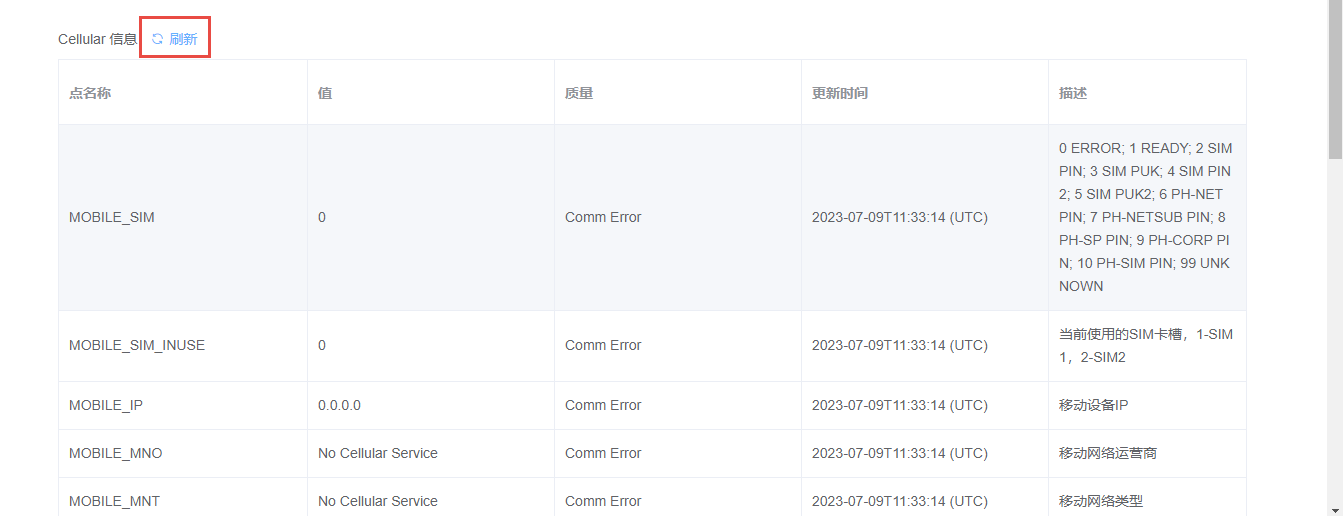 Cellular 信息 刷新
点名称 值 质量 更新时间 描述
MOBILE_SIM 0 Comm Error 2023-07-09T11:33:14 (UTC)
0 ERROR; 1 READY; 2 SIM
PIN; 3 SIM PUK; 4 SIM PIN
2; 5 SIM PUK2; 6 PH-NET
PIN; 7 PH-NETSUB PIN; 8
PH-SP PIN; 9 PH-CORP PI
N; 10 PH-SIM PIN; 99 UNK
NOWN
MOBILE_SIM_INUSE 0 Comm Error 2023-07-09T11:33:14 (UTC)
当前使用的SIM卡槽，1-SIM
1，2-SIM2
MOBILE_IP 0.0.0.0 Comm Error 2023-07-09T11:33:14 (UTC) 移动设备IP
MOBILE_MNO No Cellular Service Comm Error 2023-07-09T11:33:14 (UTC) 移动网络运营商
MOBILE_MNT No Cellular Service Comm Error 2023-07-09T11:33:14 (UTC) 移动网络类型